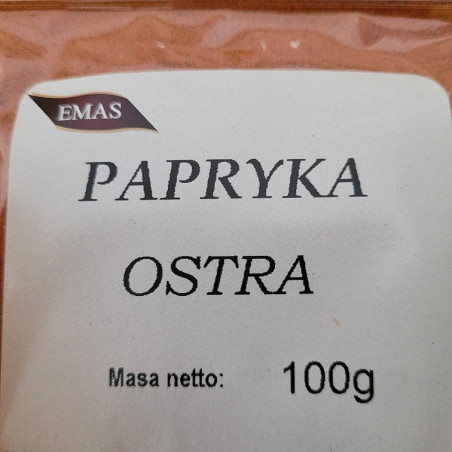 EMAS
PAPRYKA
OSTRA
Masa netto: 100g